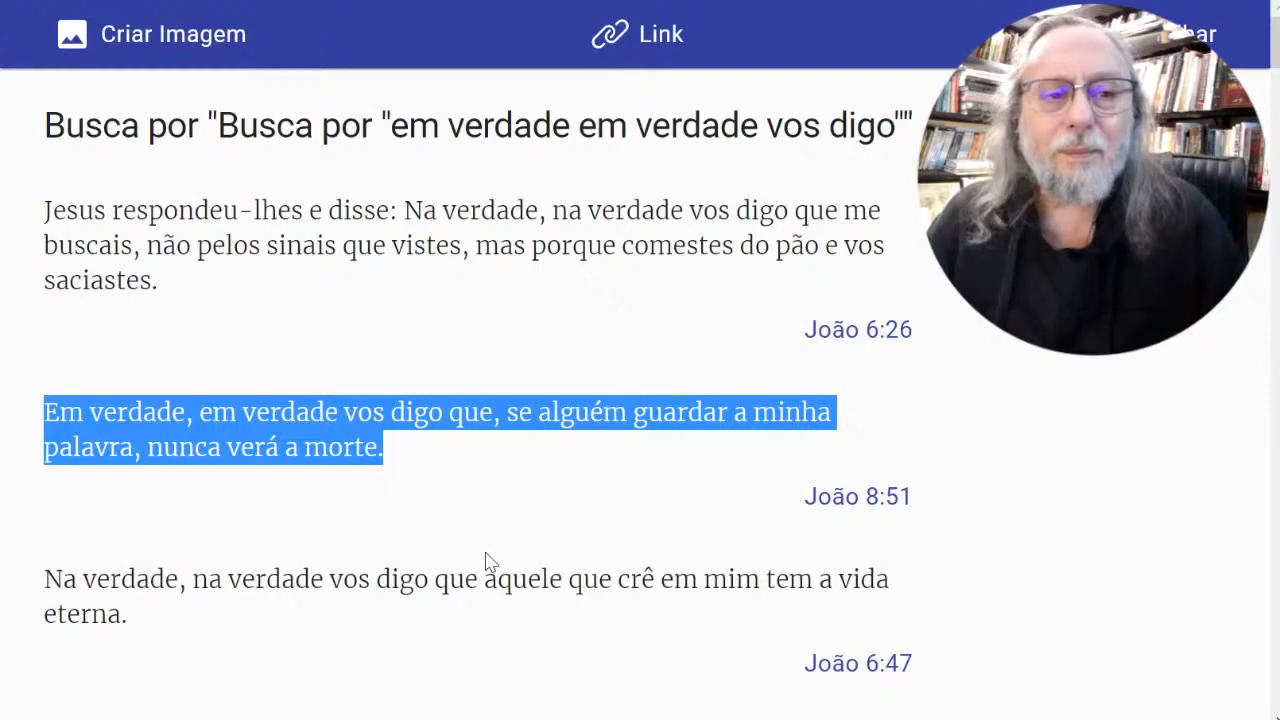 Criar Imagem
Link
Busca por "Busca por "em verdade em verdade vos digo""
Jesus respondeu-lhes e disse: Na verdade, na verdade vos digo que me
buscais, não pelos sinais que vistes, mas porque comestes do pão e vos
saciastes.
João 6:26
Em verdade, em verdade vos digo que, se alguém guardar a minha
palavra, nunca verá a morte.
João 8:51
Na verdade, na verdade vos digo que aquele que crê em mim tem a vida
eterna.
João 6:47